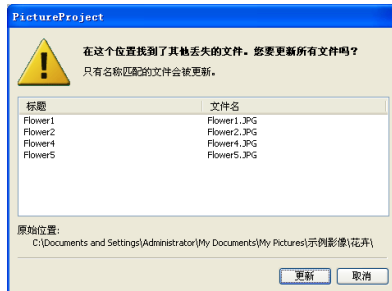 PictureProject
在这个位置找到了其他丢失的文件。您要更新所有文件吗？
只有名称匹配的文件会被更新。
标题 文件名
Flower1 Flower1.JPG
Flower2 Flower2.JPG
Flower4 Flower4.JPG
Flower5 Flower5.JPG
原始位置:
C:\Documents and Settings\Administrator\My Documents\My Pictures\示例影像\花卉\
更新 取消